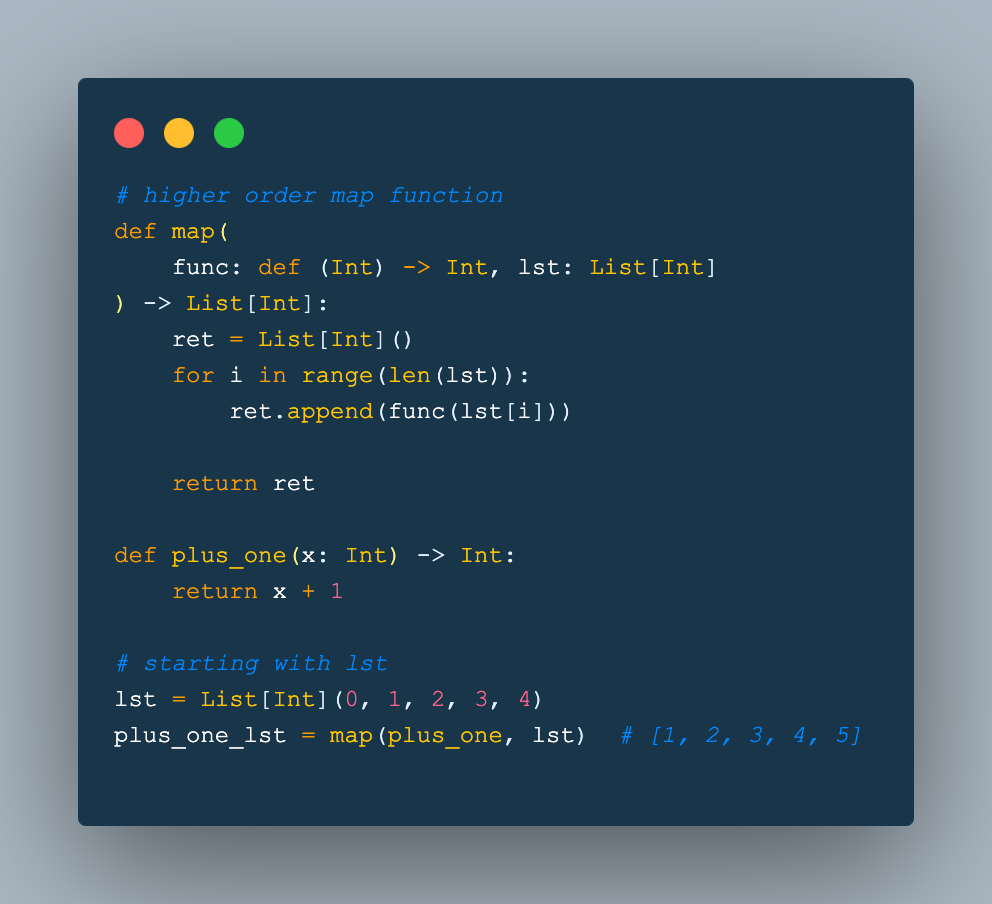 # higher order map function
def map(
    func: def (Int) -> Int, lst: List[Int]
) -> List[Int]:
    ret = List[Int]()
    for i in range(len(lst)):
        ret.append(func(lst[i]))

    return ret

def plus_one(x: Int) -> Int:
    return x + 1

# starting with lst
lst = List[Int](0, 1, 2, 3, 4)
plus_one_lst = map(plus_one, lst)  # [1, 2, 3, 4, 5]